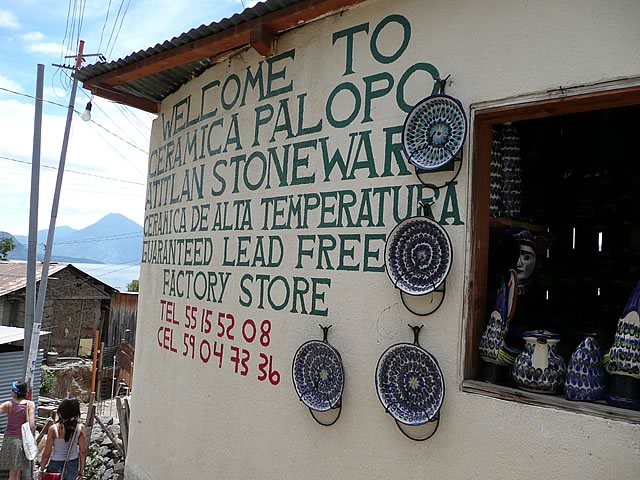 WELCOME TO
CERAMICA PALOPO
ATITLAN STONEWAR
CERAMICA DE ALTA TEMPERATURA
GUARANTEED LEAD FREE
FACTORY STORE
TEL 55 15 52 08
CEL 59 04 73 36